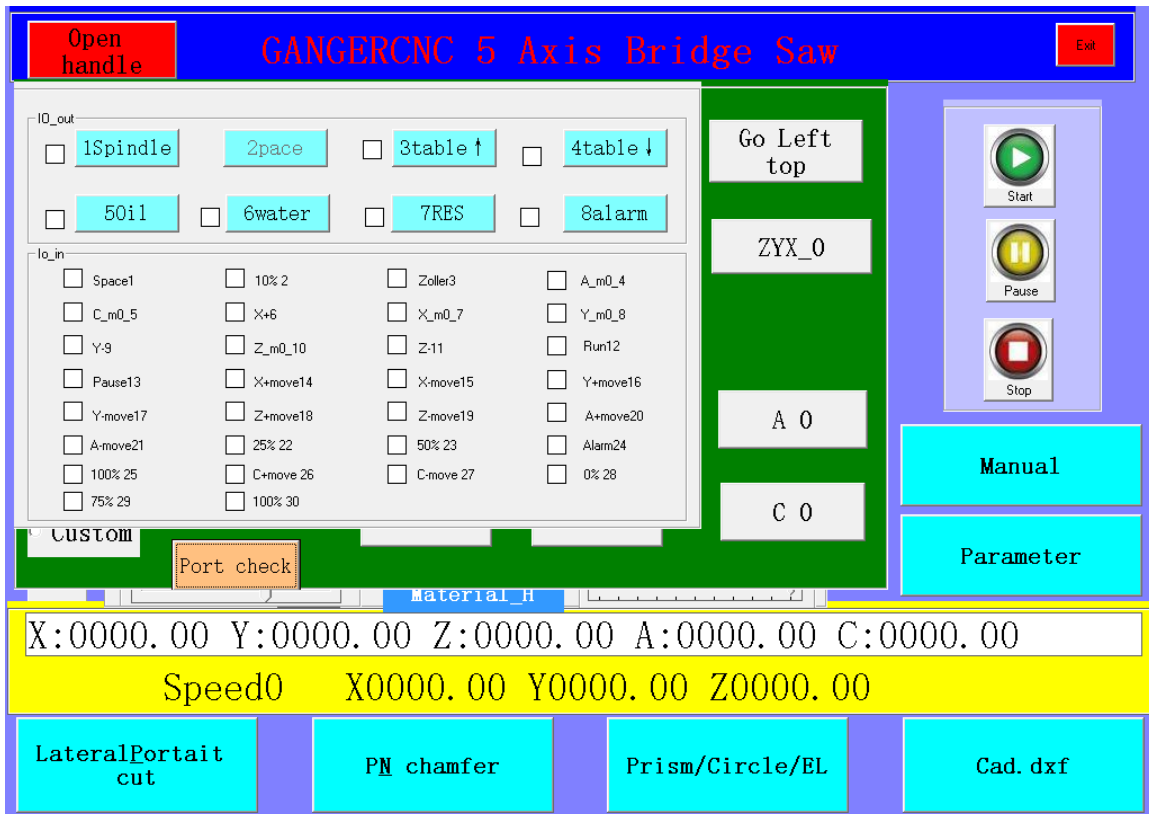 Open
handle
GANGERCNC 5 Axis Bridge Saw
Exit
IO_out
1Spindle
2pace
3table↑
4table↓
5Oil
6water
7RES
8alarm
Io_in
Space1
10% 2
Zoller3
A_m0_4
C_m0_5
X+6
X_m0_7
Y_m0_8
Y-9
Z_m0_10
Z-11
Run12
Pause13
X+move14
X-move15
Y+move16
Y-move17
Z+move18
Z-move19
A+move20
A-move21
25% 22
50% 23
Alarm24
100% 25
C+move 26
C-move 27
0% 28
75% 29
100% 30
Go Left
top
ZYX_0
A 0
C 0
Start
Pause
Stop
Manual
Parameter
Custom
Port check
Material_H
X:0000.00 Y:0000.00 Z:0000.00 A:0000.00 C:0000.00
Speed0 X0000.00 Y0000.00 Z0000.00
LateralPortait
cut
PN chamfer
Prism/Circle/EL
Cad.dxf